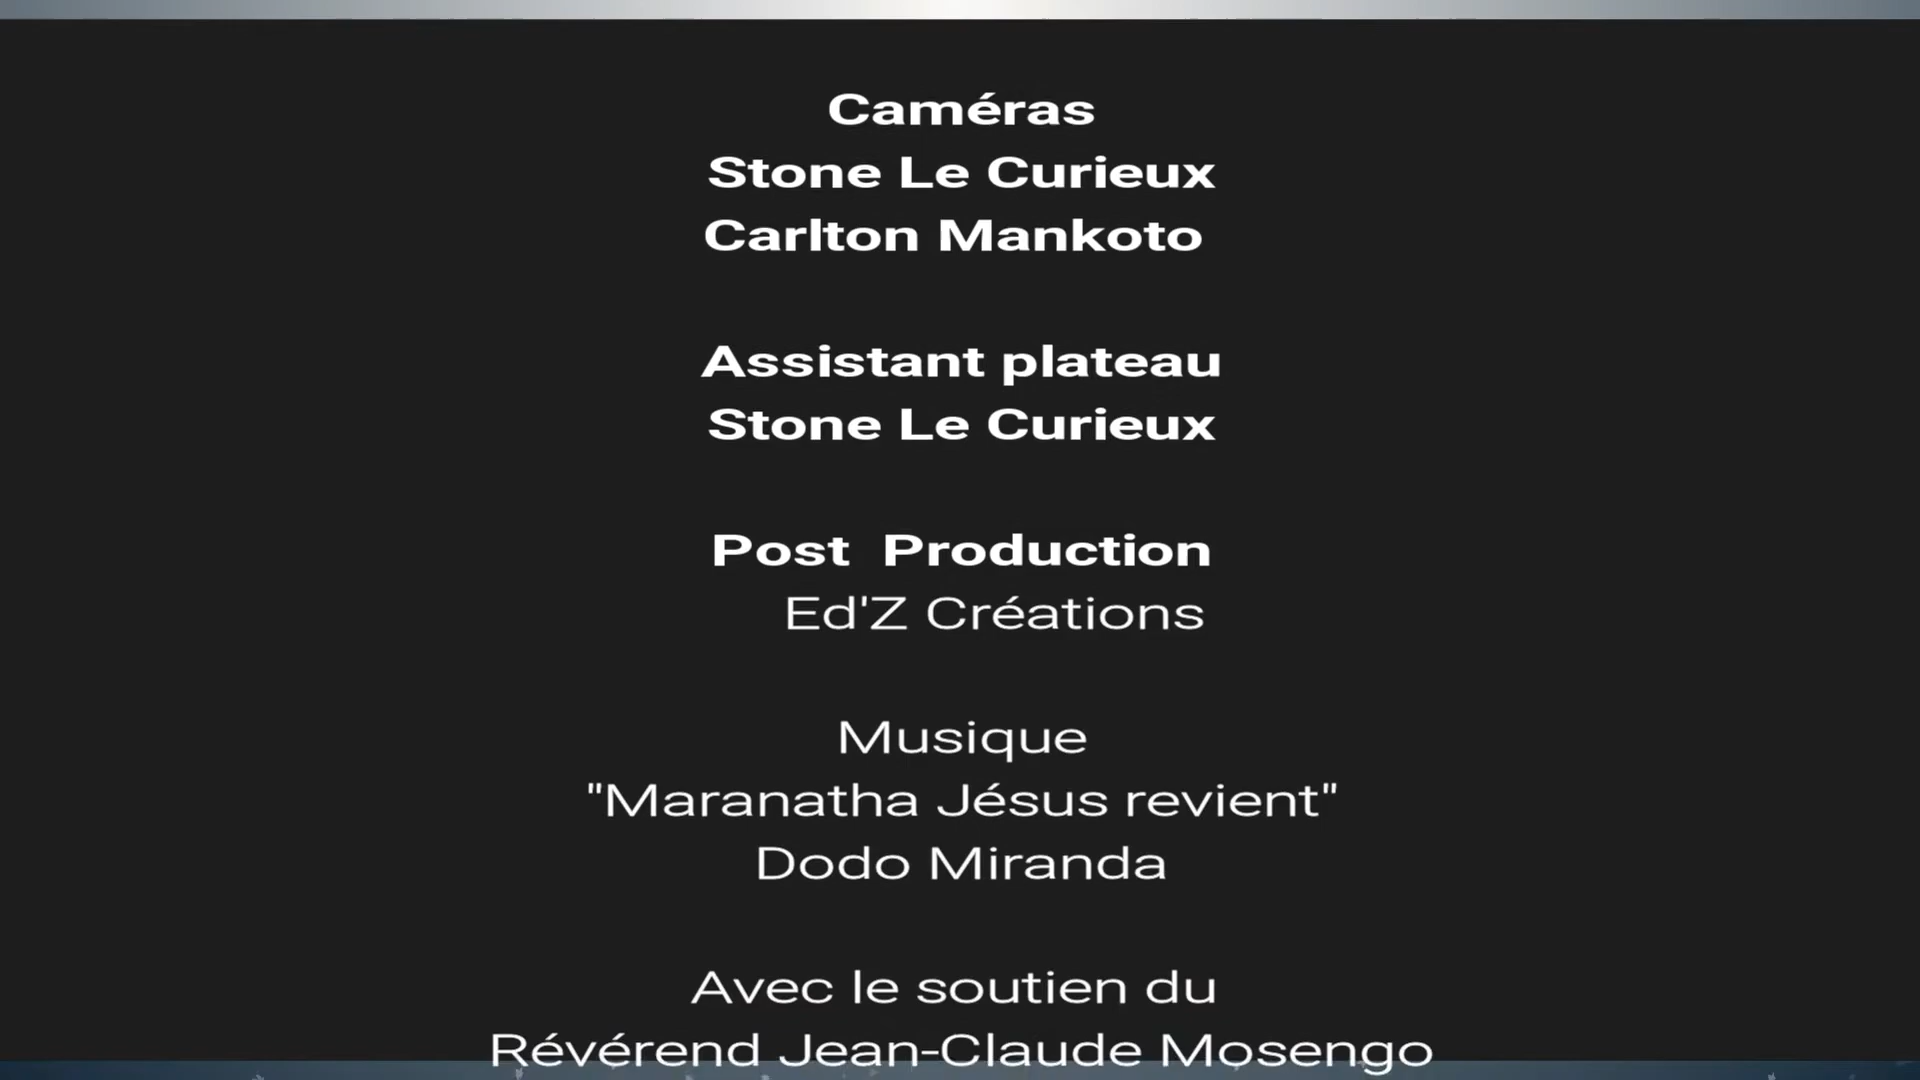 Caméras
Stone Le Curieux
Carlton Mankoto
Assistant plateau
Stone Le Curieux
Post  Production
Ed'Z Créations
Musique
"Maranatha Jésus revient"
Dodo Miranda
Avec le soutien du
Révérend Jean-Claude Mosengo